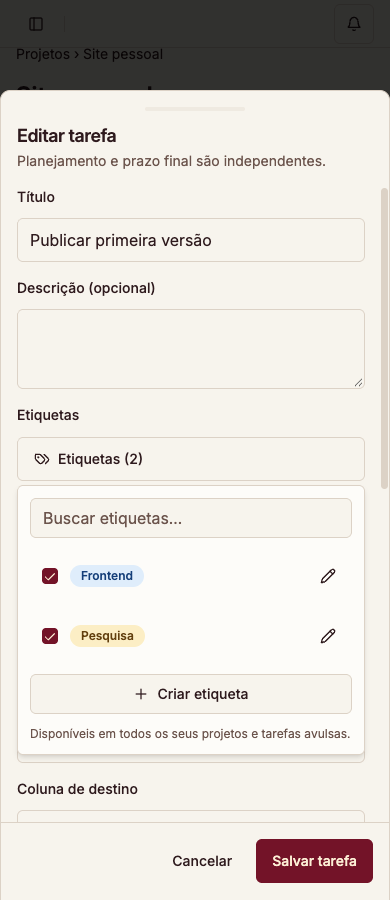 Projetos › Site pessoal
Editar tarefa
Planejamento e prazo final são independentes.
Título
Publicar primeira versão
Descrição (opcional)
Etiquetas
Etiquetas (2)
Buscar etiquetas...
Frontend
Pesquisa
Criar etiqueta
Disponíveis em todos os seus projetos e tarefas avulsas.
Coluna de destino
Cancelar
Salvar tarefa